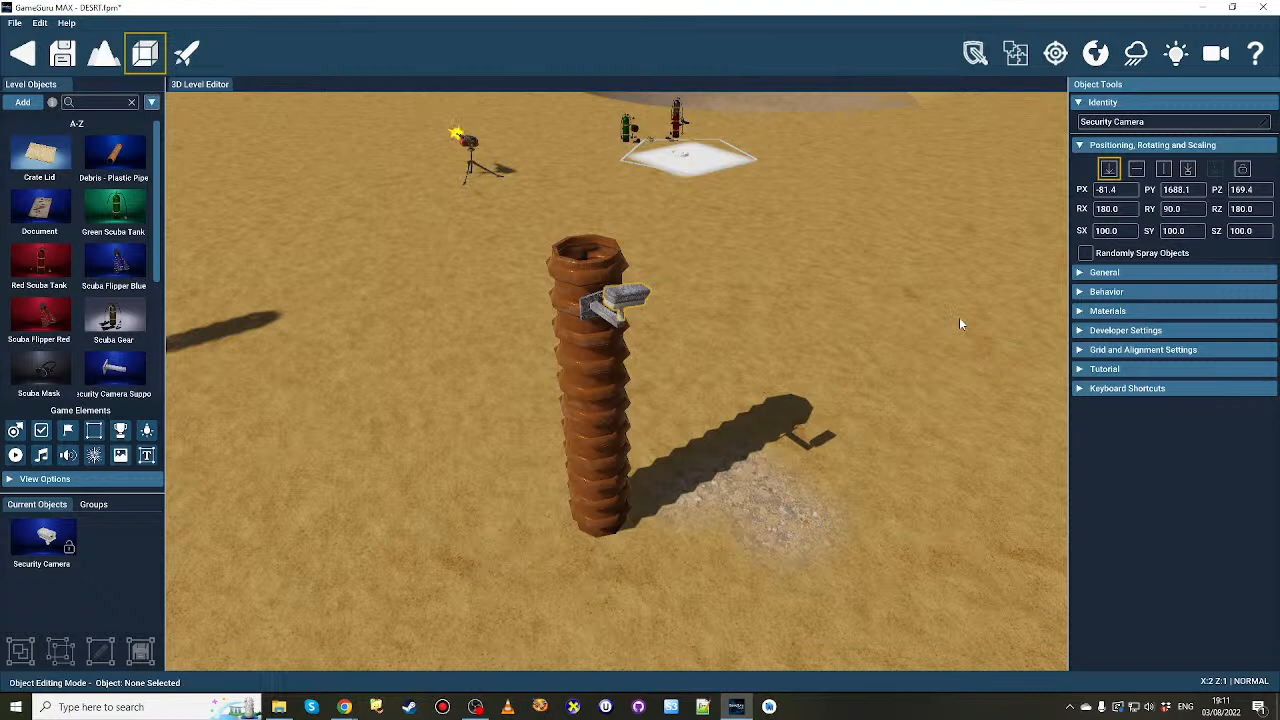 GameGuru MAX - DESRT.fpm*
File Edit Help
Level Objects
3D Level Editor
Object Tools
Add
Identity
Security Camera
A-Z
Positioning, Rotating and Scaling
Crate Lid
Debris - Plastic Pipe
PX -81.4 PY 1688.1 PZ 169.4
RX 180.0 RY 90.0 RZ 180.0
SX 100.0 SY 100.0 SZ 100.0
Document
Green Scuba Tank
Randomly Spray Objects
General
Red Scuba Tank
Scuba Flipper Blue
Behavior
Materials
Developer Settings
Scuba Flipper Red
Scuba Gear
Grid and Alignment Settings
Tutorial
Keyboard Shortcuts
Scuba Mask
ecurity Camera Suppo
Game Elements
View Options
Current Objects Groups
Security Camera
Object Editing Mode - Object: None Selected
X:2 Z:1 | NORMAL
Type here to search
19:11
03/08/2022